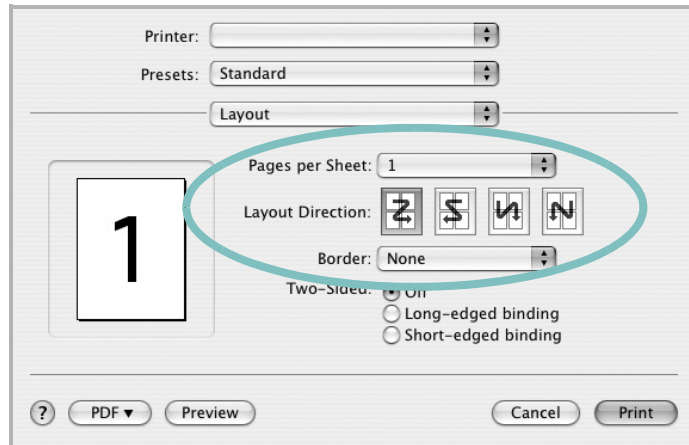 Printer:
Presets: Standard
Layout
Pages per Sheet: 1
1
Layout Direction:
Border: None
Two-Sided: Off
Long-edged binding
Short-edged binding
? PDF Preview Cancel Print